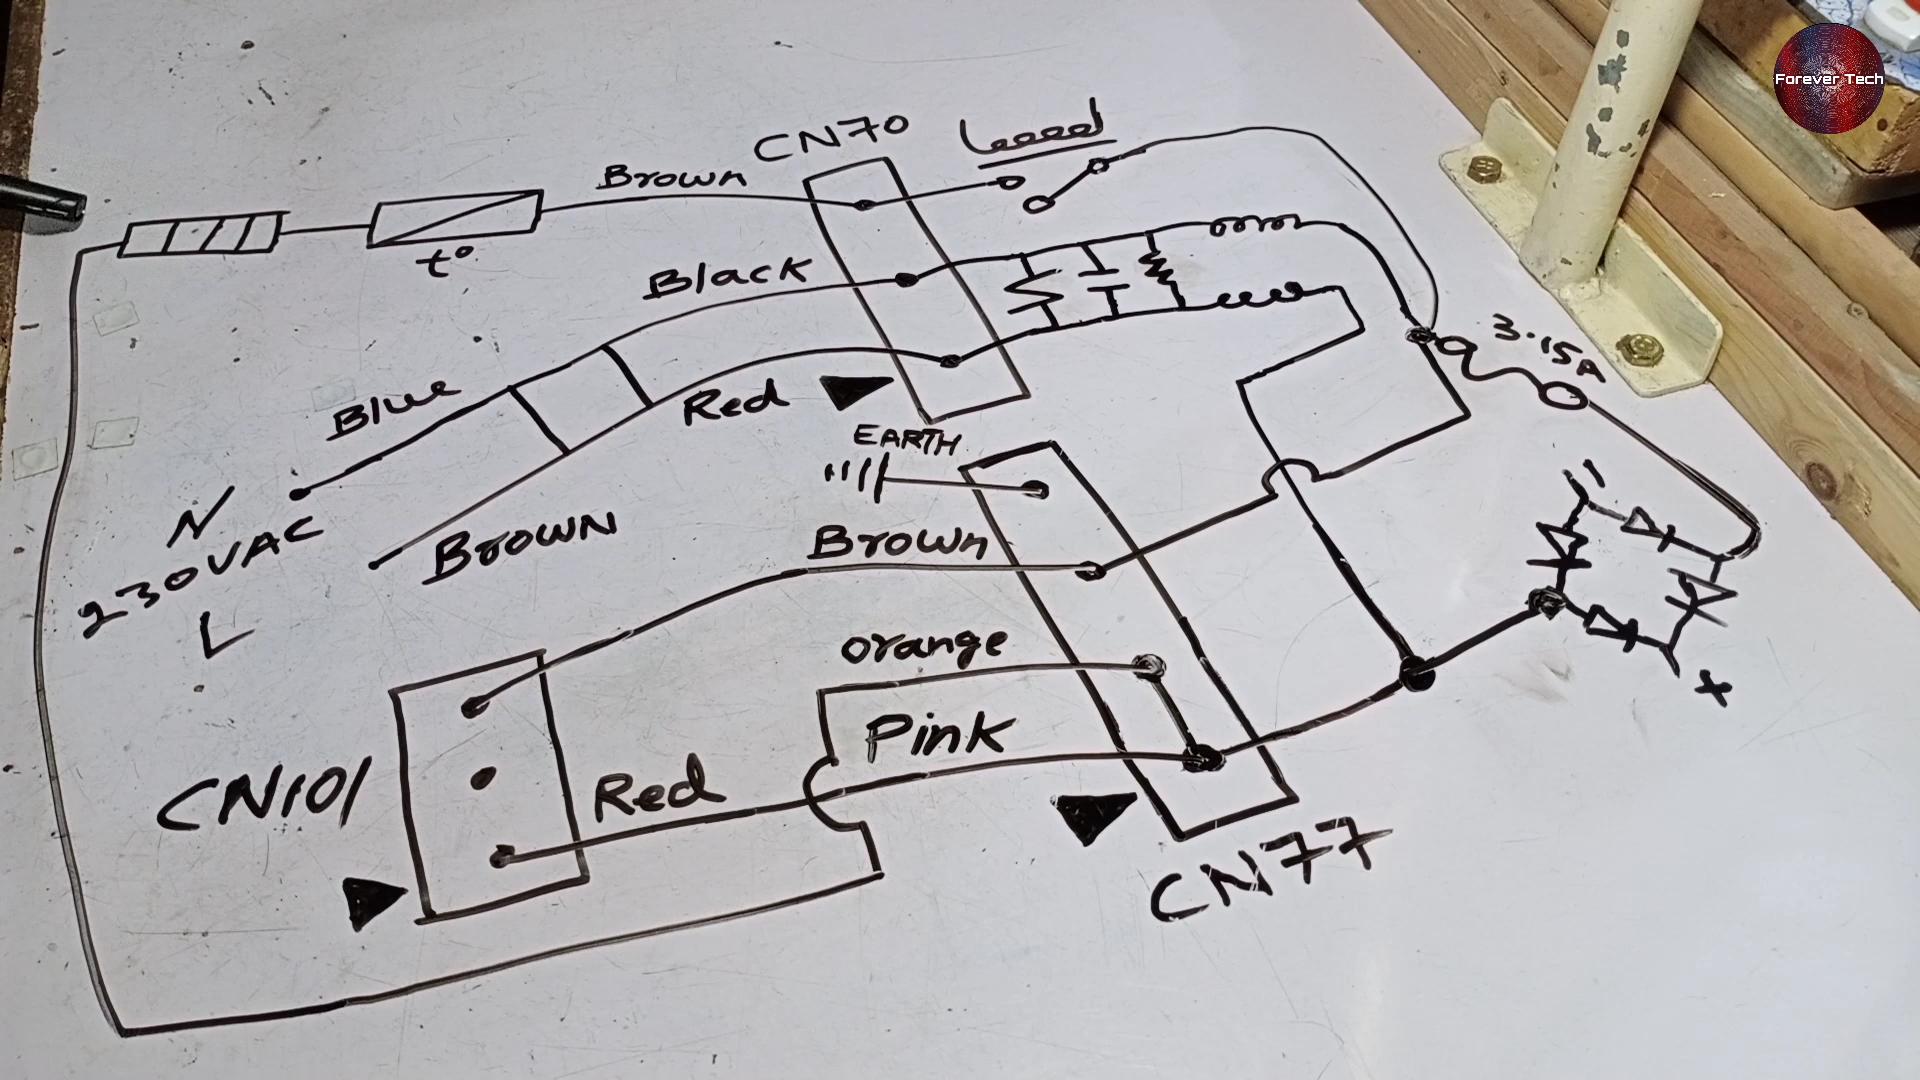 Forever Tech
CN70
Brown
t°
Black
3.15A
Blue
Red
EARTH
N
230VAC
L
BROWN
Brown
-
orange
+
Pink
CN101
Red
CN77